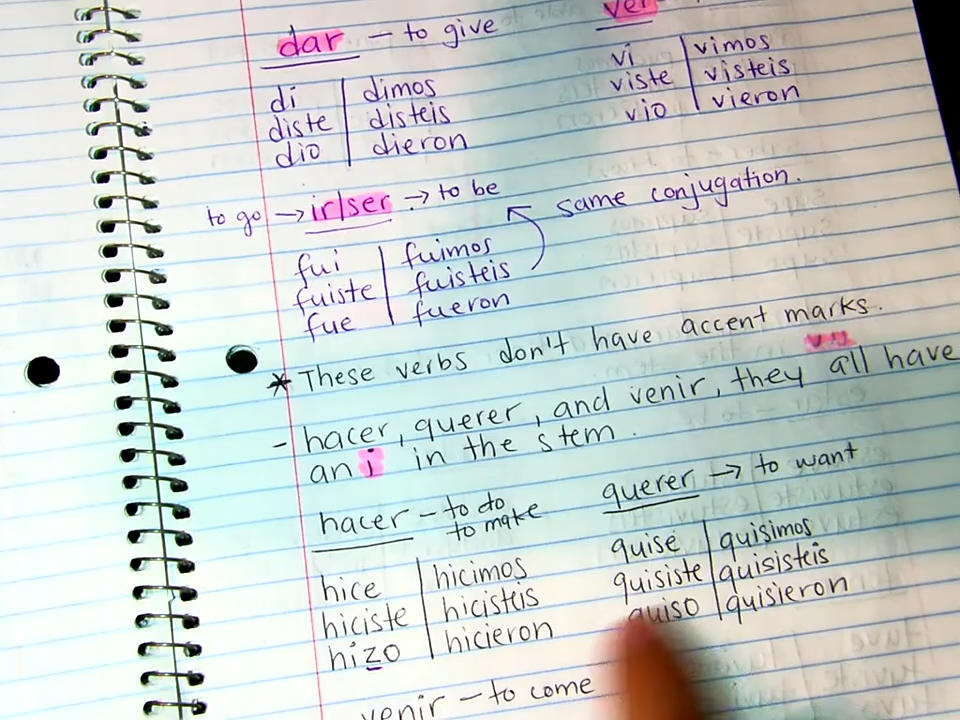 dar - to give
ver
di | dimos
diste | disteis
dio | dieron
vi | vimos
viste | visteis
vio | vieron
to go → ir/ser → to be
same conjugation.
fui | fuimos
fuiste | fuisteis
fue | fueron
* These verbs don't have accent marks.
- hacer, querer, and venir, they all have
an i in the stem.
hacer - to do
to make
querer → to want
hice | hicimos
hiciste | hicisteis
hizo | hicieron
quise | quisimos
quisiste | quisisteis
quiso | quisieron
venir - to come